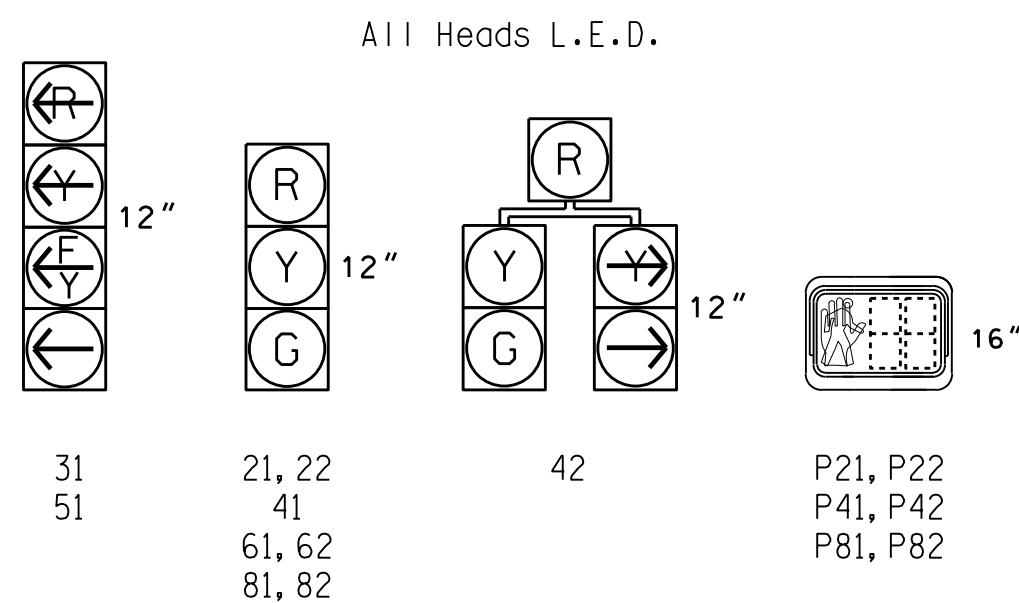 All Heads L.E.D.
R
Y
F
Y
12"
R
Y
G
12"
R
Y
Y
G
12"
16"
31
51
21, 22
41
61, 62
81, 82
42
P21, P22
P41, P42
P81, P82